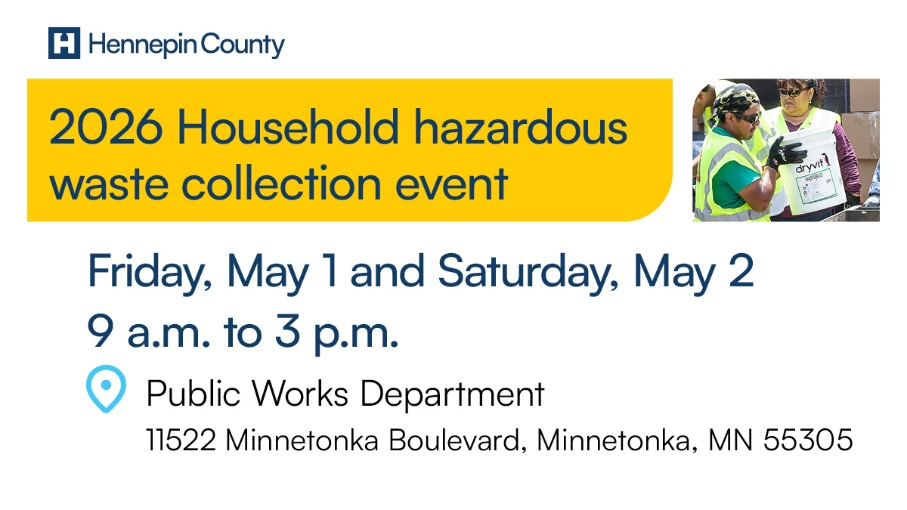 Hennepin County
2026 Household hazardous
waste collection event
dryvit
Friday, May 1 and Saturday, May 2
9 a.m. to 3 p.m.
Public Works Department
11522 Minnetonka Boulevard, Minnetonka, MN 55305